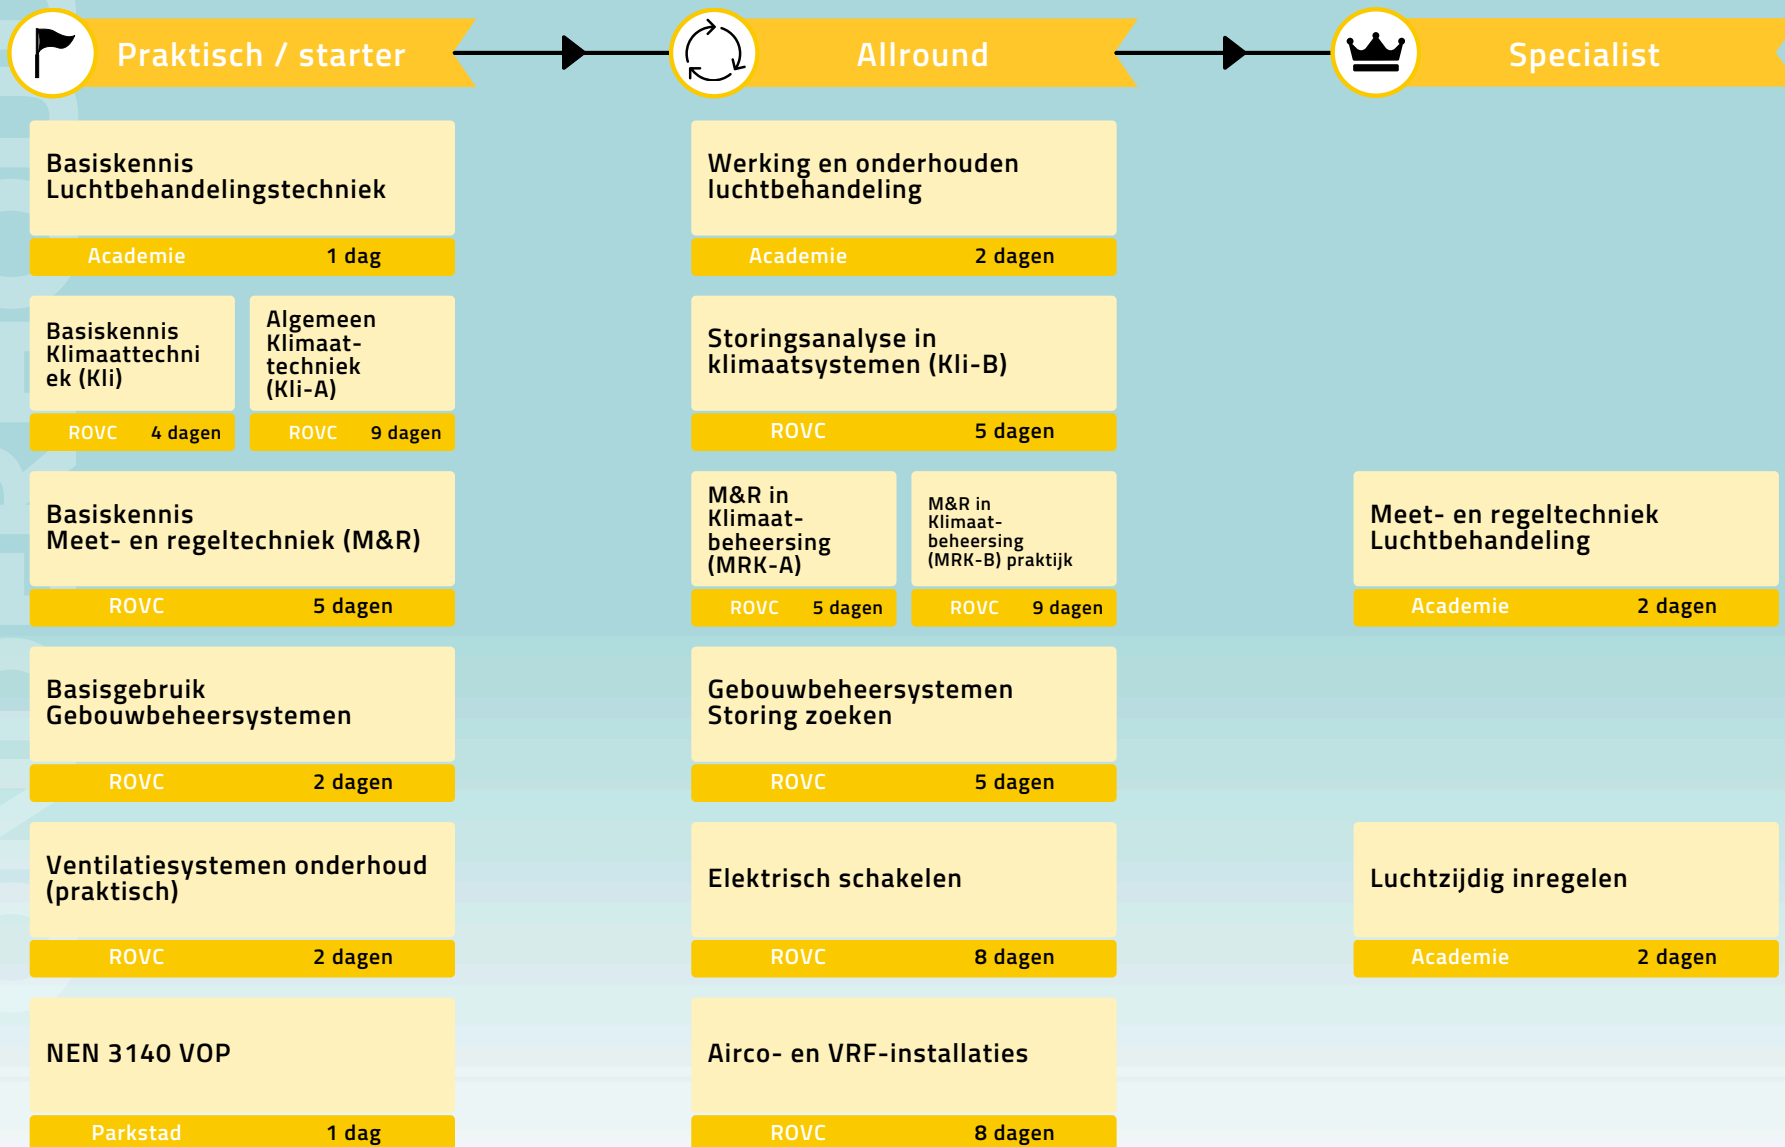 Praktisch / starter
Allround
Specialist
Basiskennis
Luchtbehandelingstechniek
Academie 1 dag
Werking en onderhouden
luchtbehandeling
Academie 2 dagen
Basiskennis
Klimaattechni
ek (Kli)
ROVC 4 dagen
Algemeen
Klimaat-
techniek
(Kli-A)
ROVC 9 dagen
Storingsanalyse in
klimaatsystemen (Kli-B)
ROVC 5 dagen
Basiskennis
Meet- en regeltechniek (M&R)
ROVC 5 dagen
M&R in
Klimaat-
beheersing
(MRK-A)
ROVC 5 dagen
M&R in
Klimaat-
beheersing
(MRK-B) praktijk
ROVC 9 dagen
Meet- en regeltechniek
Luchtbehandeling
Academie 2 dagen
Basisgebruik
Gebouwbeheersystemen
ROVC 2 dagen
Gebouwbeheersystemen
Storing zoeken
ROVC 5 dagen
Ventilatiesystemen onderhoud
(praktisch)
ROVC 2 dagen
Elektrisch schakelen
ROVC 8 dagen
Luchtzijdig inregelen
Academie 2 dagen
NEN 3140 VOP
Parkstad 1 dag
Airco- en VRF-installaties
ROVC 8 dagen